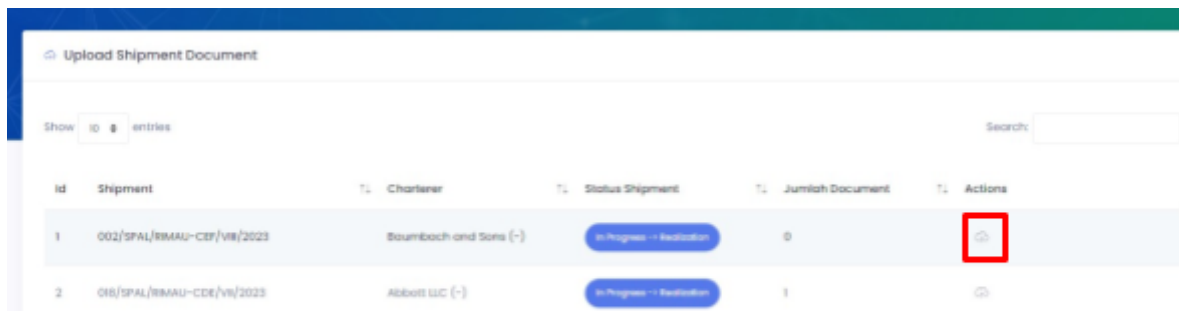 Upload Shipment Document
Show 10 entries
Search:
Id Shipment Charterer Status Shipment Jumlah Document Actions
1 002/SPAL/RIMAU-CEF/VIII/2023 Baumbach and Sons (-) In Progress -> Realization 0
2 018/SPAL/RIMAU-CDE/VII/2023 Abbott LLC (-) In Progress -> Realization 1